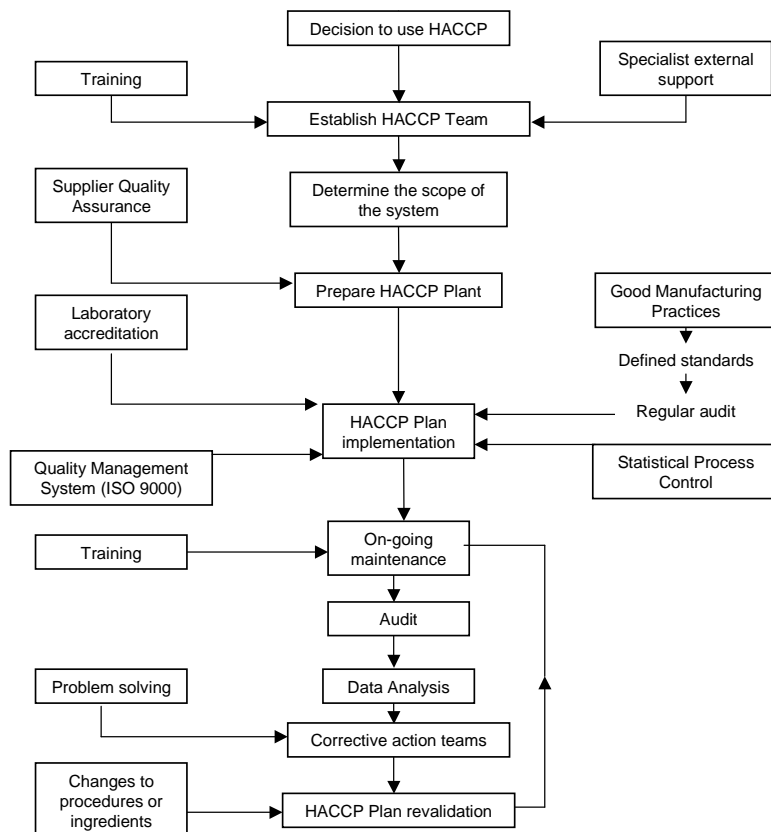 Decision to use HACCP
Training
Specialist external
support
Establish HACCP Team
Supplier Quality
Assurance
Determine the scope of
the system
Prepare HACCP Plant
Good Manufacturing
Practices
Laboratory
accreditation
Defined standards
Regular audit
HACCP Plan
implementation
Quality Management
System (ISO 9000)
Statistical Process
Control
Training
On-going
maintenance
Audit
Problem solving
Data Analysis
Corrective action teams
Changes to
procedures or
ingredients
HACCP Plan revalidation